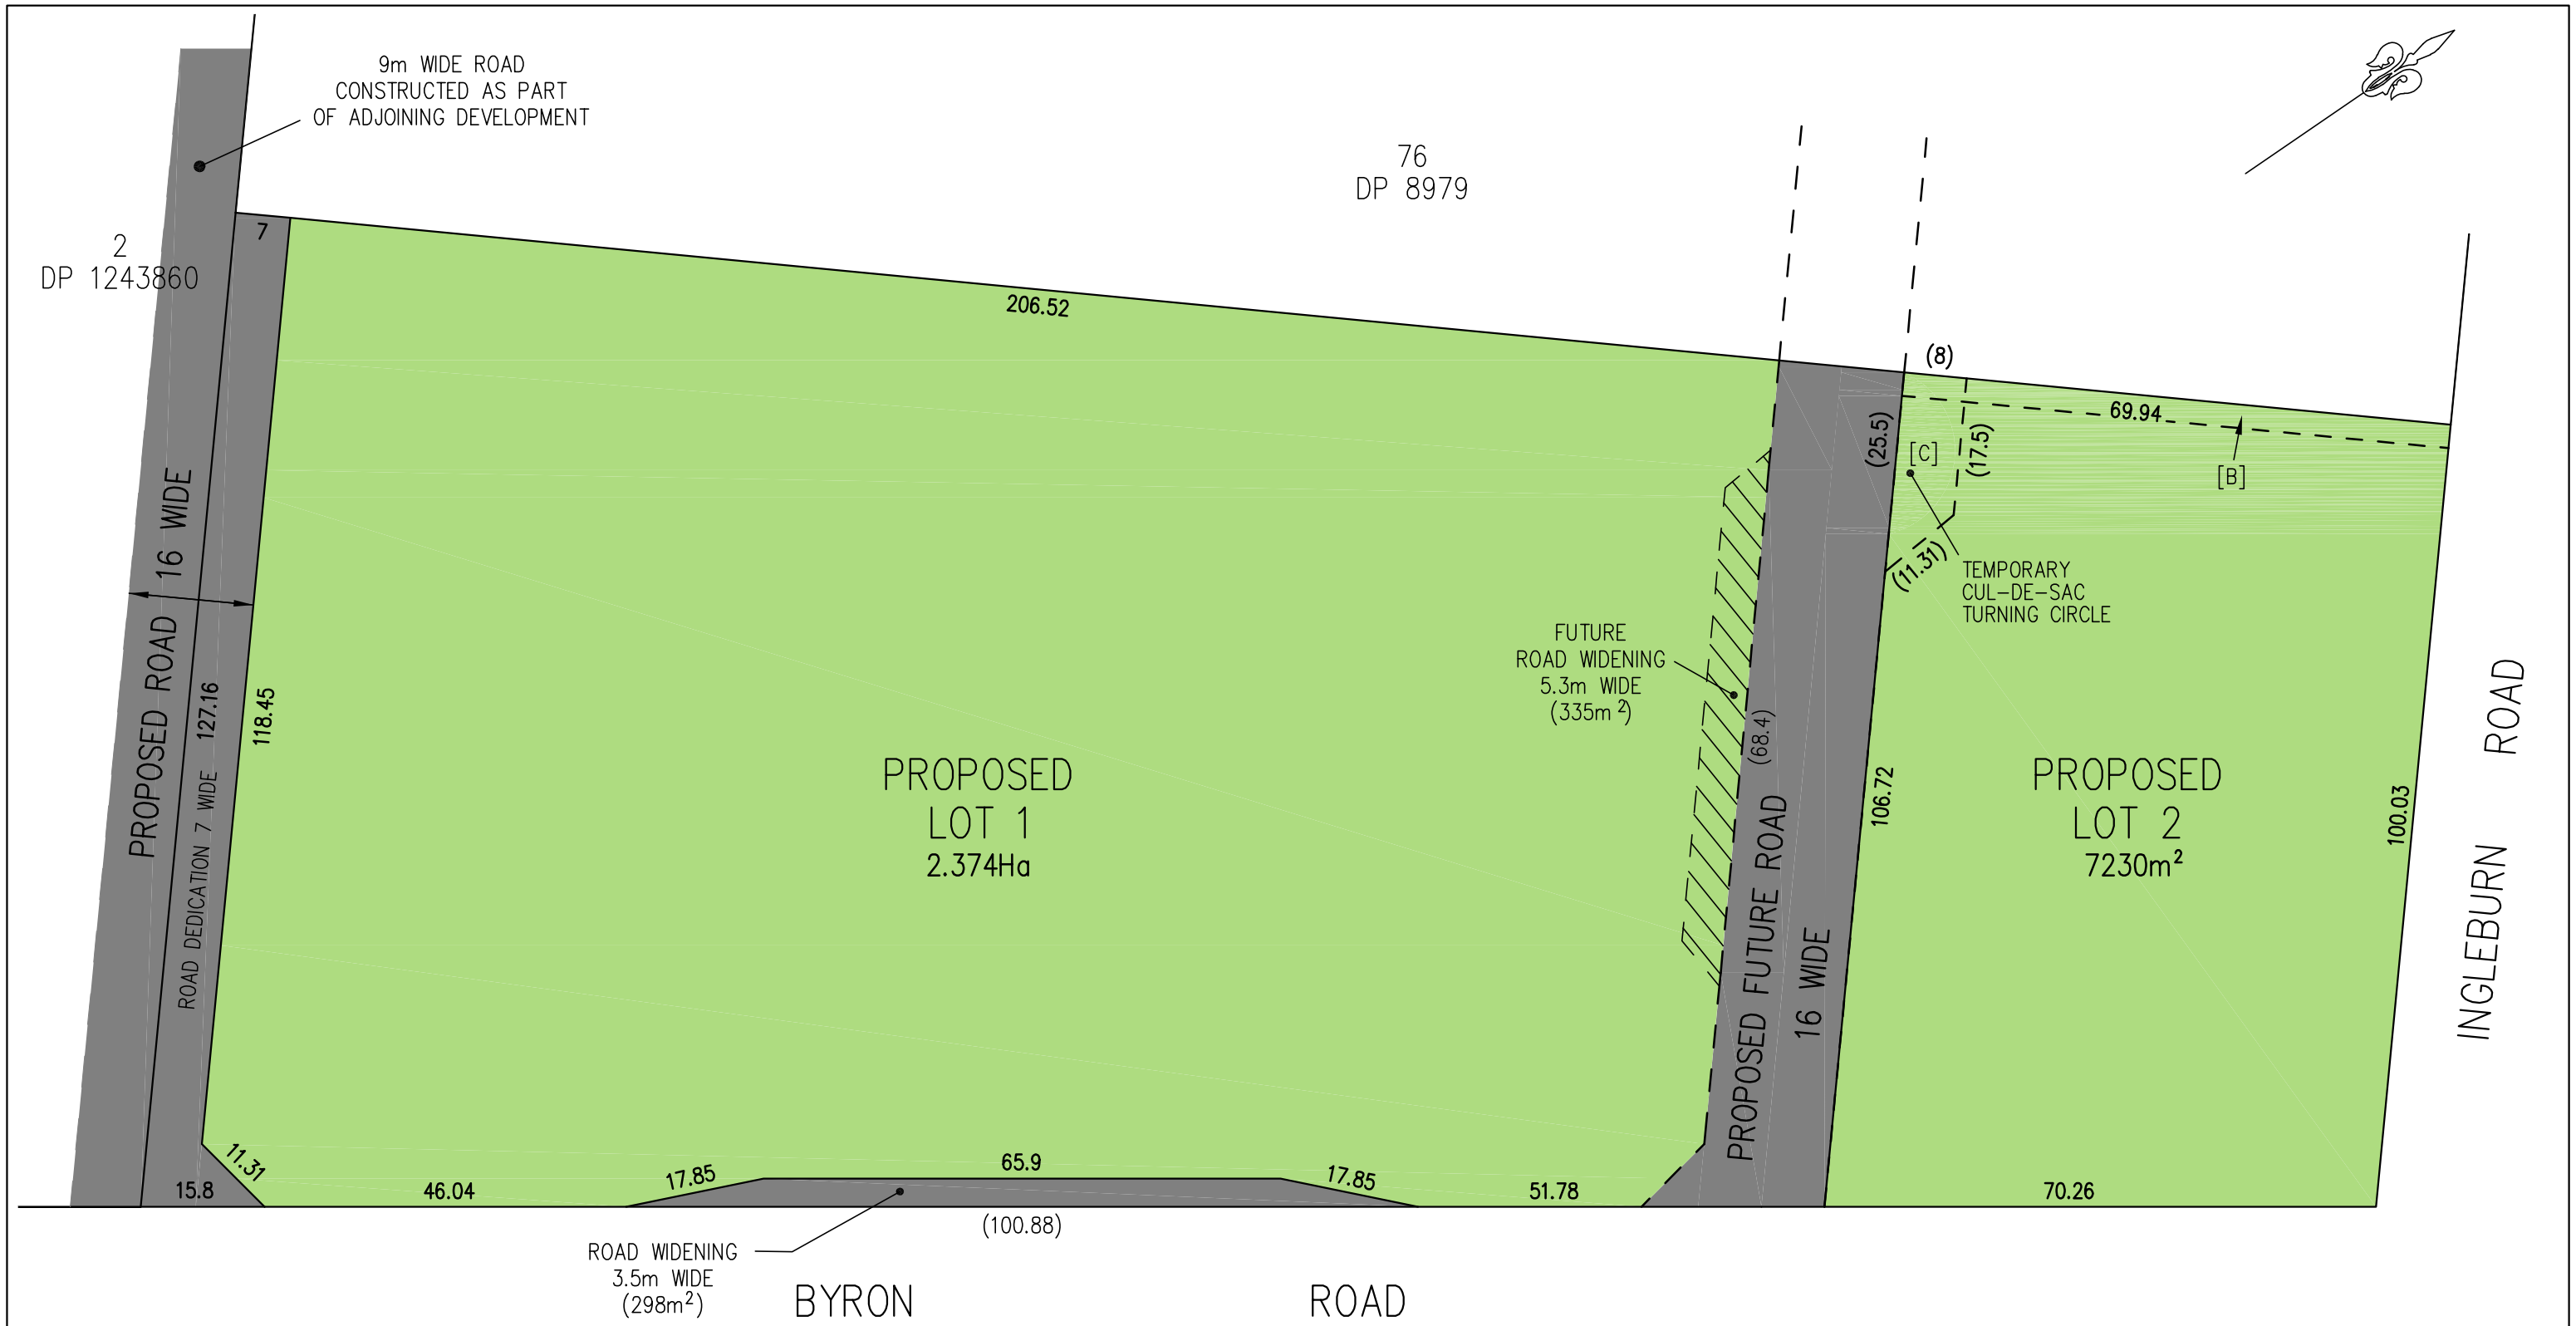 9m WIDE ROAD
CONSTRUCTED AS PART
OF ADJOINING DEVELOPMENT
76
DP 8979
2
DP 1243860
7
206.52
(8)
69.94
[B]
(25.5)
[C]
(17.5)
(11.31)
TEMPORARY
CUL-DE-SAC
TURNING CIRCLE
PROPOSED ROAD 16 WIDE
ROAD DEDICATION 7 WIDE 127.16
118.45
FUTURE
ROAD WIDENING
5.3m WIDE
(335m²)
(68.4)
PROPOSED
LOT 1
2.374Ha
PROPOSED FUTURE ROAD
16 WIDE
106.72
PROPOSED
LOT 2
7230m²
100.03
INGLEBURN ROAD
11.31
15.8
46.04
17.85
65.9
17.85
51.78
70.26
(100.88)
ROAD WIDENING
3.5m WIDE
(298m²)
BYRON ROAD